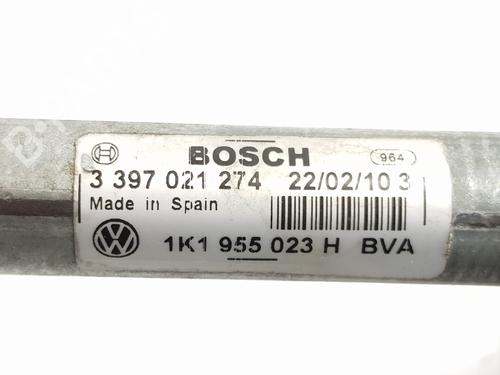 BOSCH 964
3 397 021 274 22/02/10 3
Made in Spain
1K1 955 023 H BVA